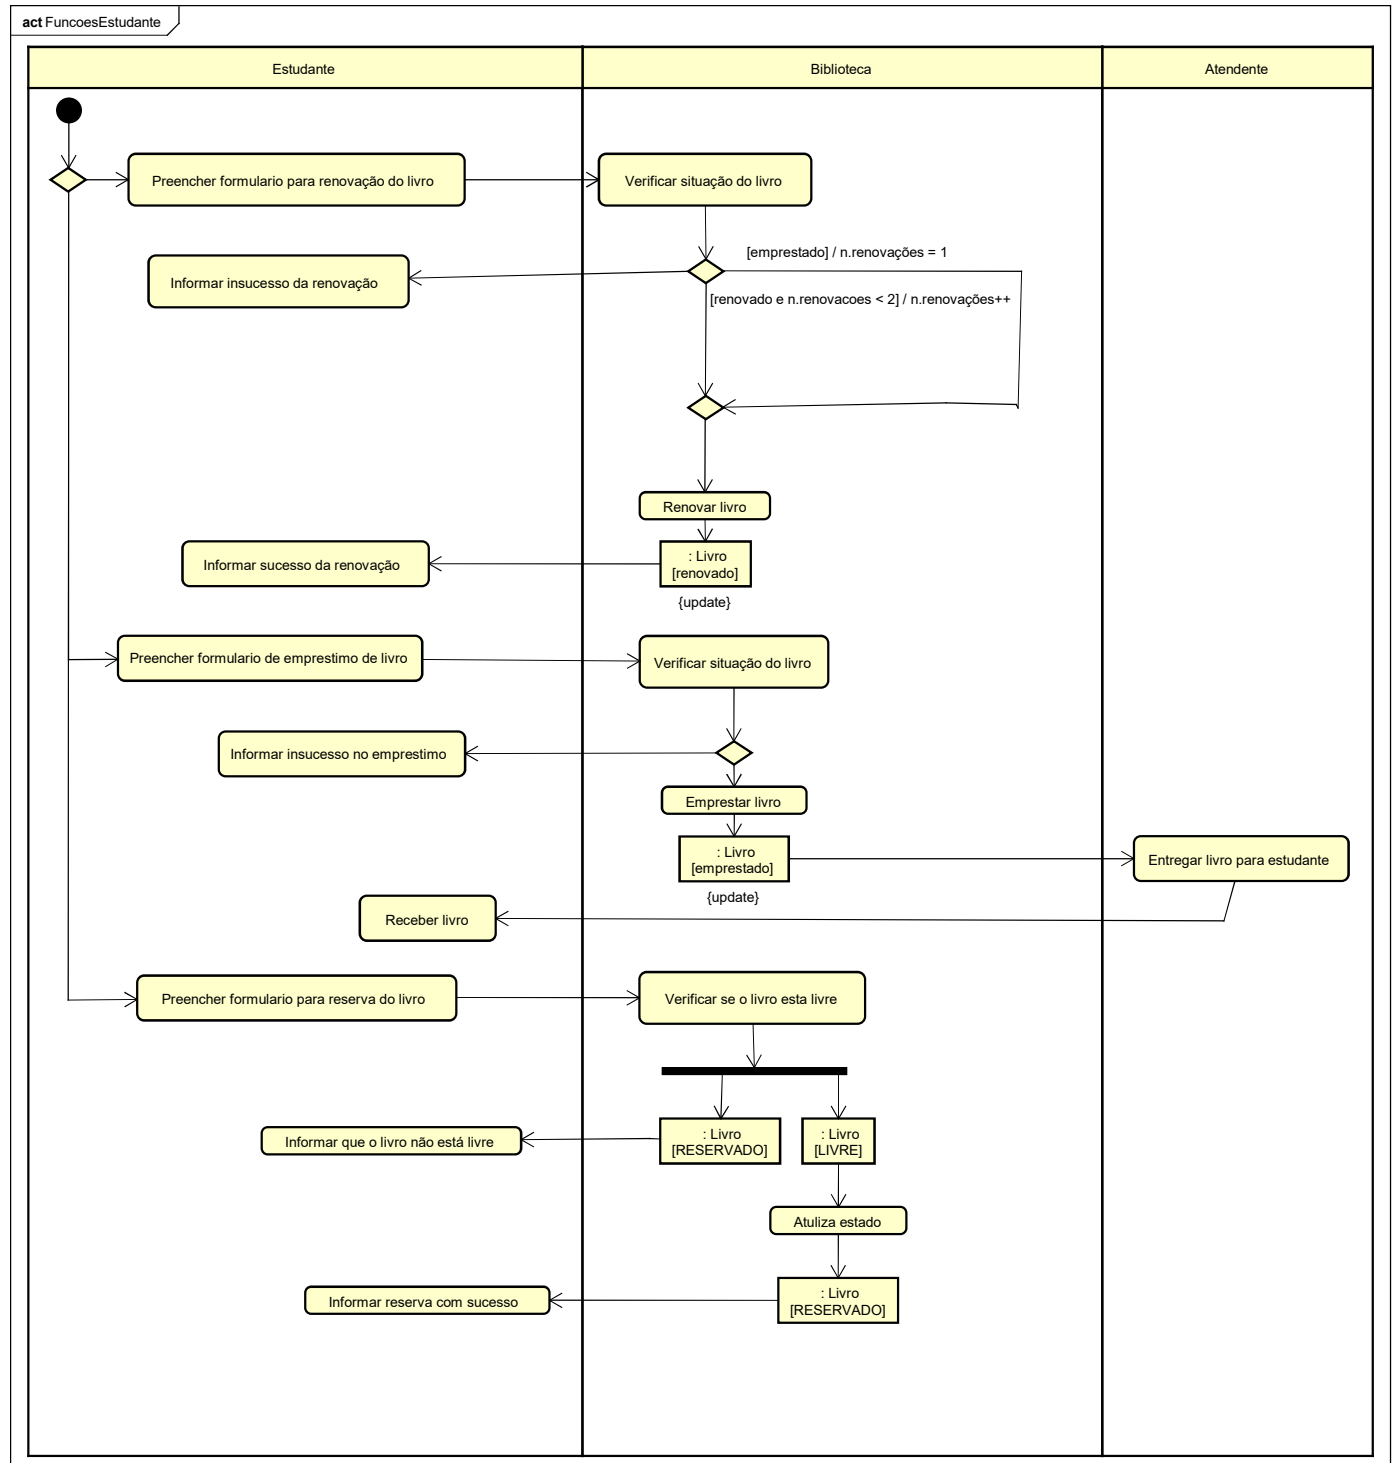 act FuncoesEstudante
Estudante
Biblioteca
Atendente
Preencher formulario para renovação do livro
Verificar situação do livro
[emprestado] / n.renovações = 1
Informar insucesso da renovação
[renovado e n.renovacoes < 2] / n.renovações++
Renovar livro
: Livro
[renovado]
Informar sucesso da renovação
{update}
Preencher formulario de emprestimo de livro
Verificar situação do livro
Informar insucesso no emprestimo
Emprestar livro
: Livro
[emprestado]
Entregar livro para estudante
{update}
Receber livro
Preencher formulario para reserva do livro
Verificar se o livro esta livre
: Livro
[RESERVADO]
: Livro
[LIVRE]
Informar que o livro não está livre
Atuliza estado
: Livro
[RESERVADO]
Informar reserva com sucesso